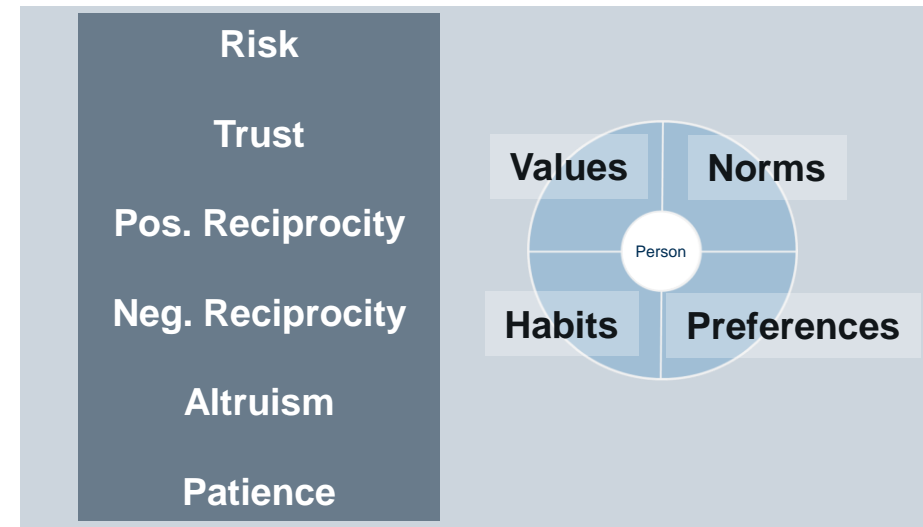 Risk
Trust
Pos. Reciprocity
Neg. Reciprocity
Altruism
Patience
Values
Norms
Person
Habits
Preferences